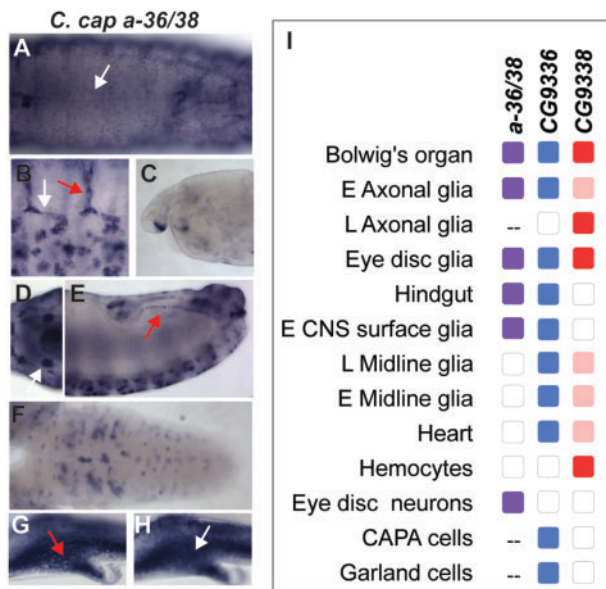 C. cap a-36/38
A
B
C
D
E
F
G
H
I
a-36/38 CG9336 CG9338
Bolwig's organ
E Axonal glia
L Axonal glia --
Eye disc glia
Hindgut
E CNS surface glia
L Midline glia
E Midline glia
Heart
Hemocytes
Eye disc neurons
CAPA cells --
Garland cells --